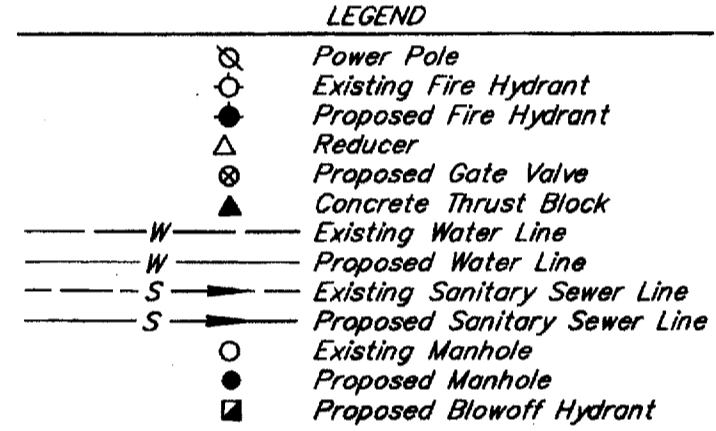 LEGEND
Power Pole
Existing Fire Hydrant
Proposed Fire Hydrant
Reducer
Proposed Gate Valve
Concrete Thrust Block
W Existing Water Line
W Proposed Water Line
S Existing Sanitary Sewer Line
S Proposed Sanitary Sewer Line
Existing Manhole
Proposed Manhole
Proposed Blowoff Hydrant